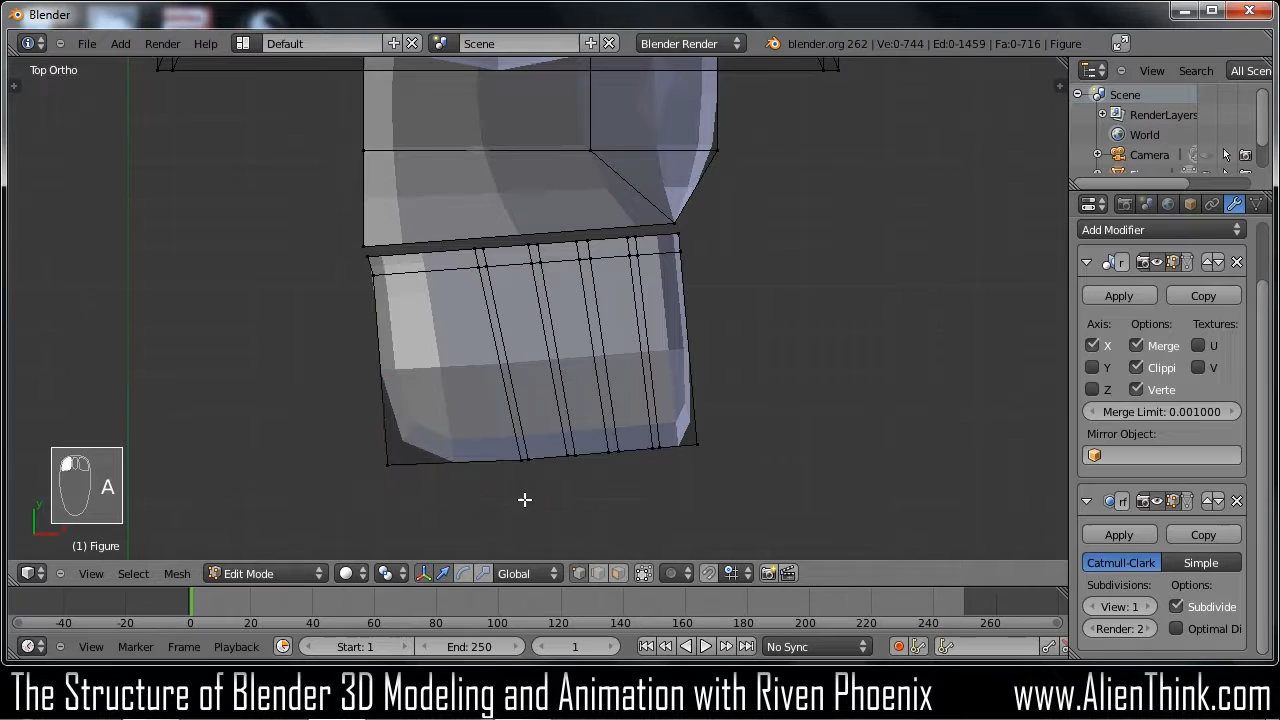 Blender
File Add Render Help Default Scene Blender Render blender.org 262 | Ve:0-744 | Ed:0-1459 | Fa:0-716 | Figure
Top Ortho
View Search All Scen
Scene
RenderLayers
World
Camera
Add Modifier
Apply Copy
Axis: Options: Textures:
X Merge U
Y Clippi V
Z Verte
Merge Limit: 0.001000
Mirror Object:
A
y
(1) Figure
Apply Copy
Catmull-Clark Simple
Subdivisions: Options:
View: 1 Subdivide
Render: 2 Optimal Di
View Select Mesh Edit Mode Global
-40 -20 0 20 40 60 80 100 120 140 160 180 200 220 240 260
View Marker Frame Playback Start: 1 End: 250 1 No Sync
The Structure of Blender 3D Modeling and Animation with Riven Phoenix www.AlienThink.com